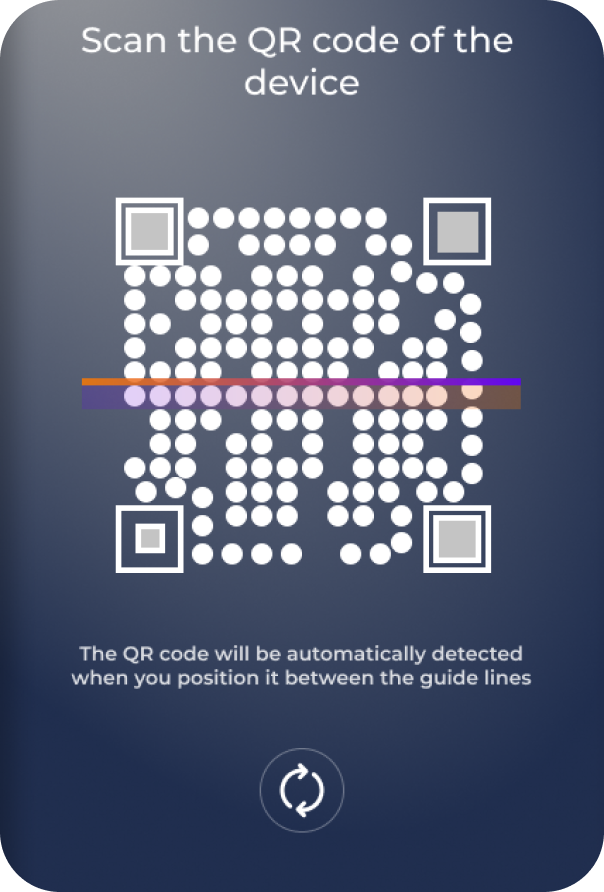 Scan the QR code of the
device
The QR code will be automatically detected
when you position it between the guide lines